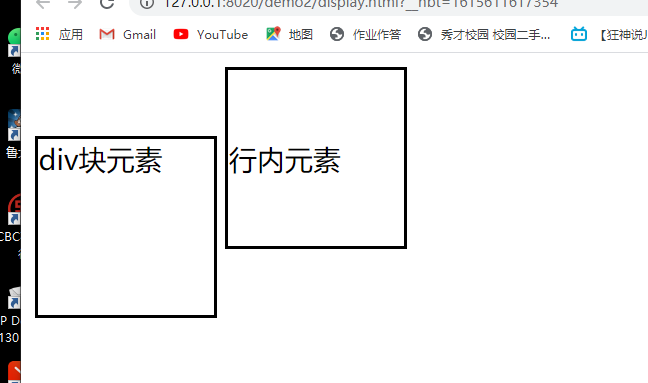 127.0.0.1:8020/demo2/display.html?__hbt=1615611617354
应用 Gmail YouTube 地图 作业作答 秀才校园 校园二手... 【狂神说J
微
鲁大
div块元素 行内元素
CBC
P D
130